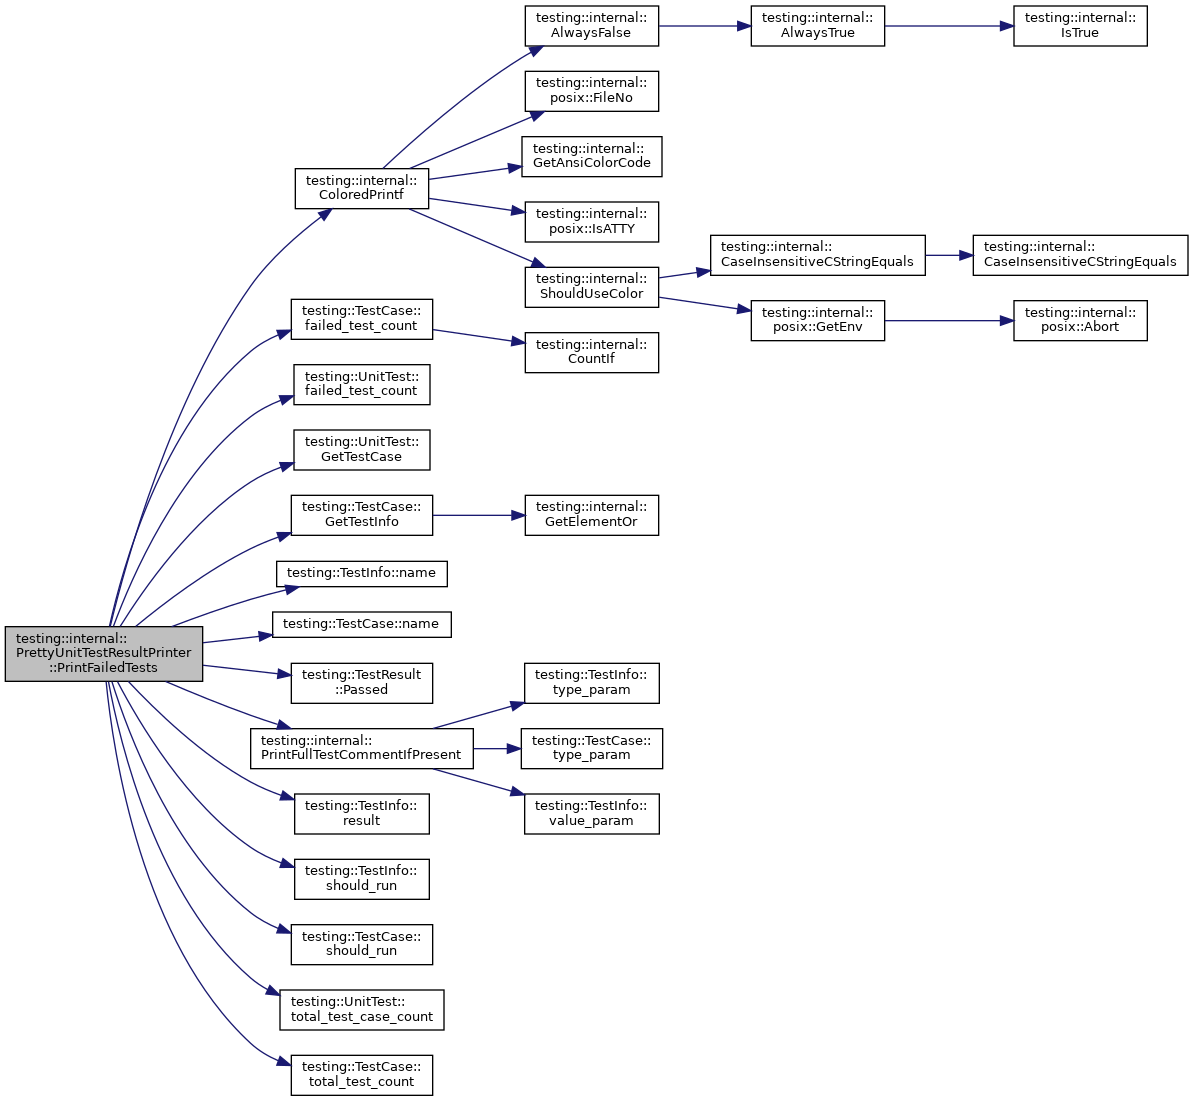 testing::internal::
AlwaysFalse
testing::internal::
AlwaysTrue
testing::internal::
IsTrue
testing::internal::
posix::FileNo
testing::internal::
GetAnsiColorCode
testing::internal::
ColoredPrintf
testing::internal::
posix::IsATTY
testing::internal::
ShouldUseColor
testing::internal::
CaseInsensitiveCStringEquals
testing::internal::
CaseInsensitiveCStringEquals
testing::internal::
posix::GetEnv
testing::internal::
posix::Abort
testing::TestCase::
failed_test_count
testing::internal::
CountIf
testing::UnitTest::
failed_test_count
testing::UnitTest::
GetTestCase
testing::TestCase::
GetTestInfo
testing::internal::
GetElementOr
testing::TestInfo::name
testing::TestCase::name
testing::internal::
PrettyUnitTestResultPrinter
::PrintFailedTests
testing::TestResult
::Passed
testing::internal::
PrintFullTestCommentIfPresent
testing::TestInfo::
type_param
testing::TestCase::
type_param
testing::TestInfo::
value_param
testing::TestInfo::
result
testing::TestInfo::
should_run
testing::TestCase::
should_run
testing::UnitTest::
total_test_case_count
testing::TestCase::
total_test_count